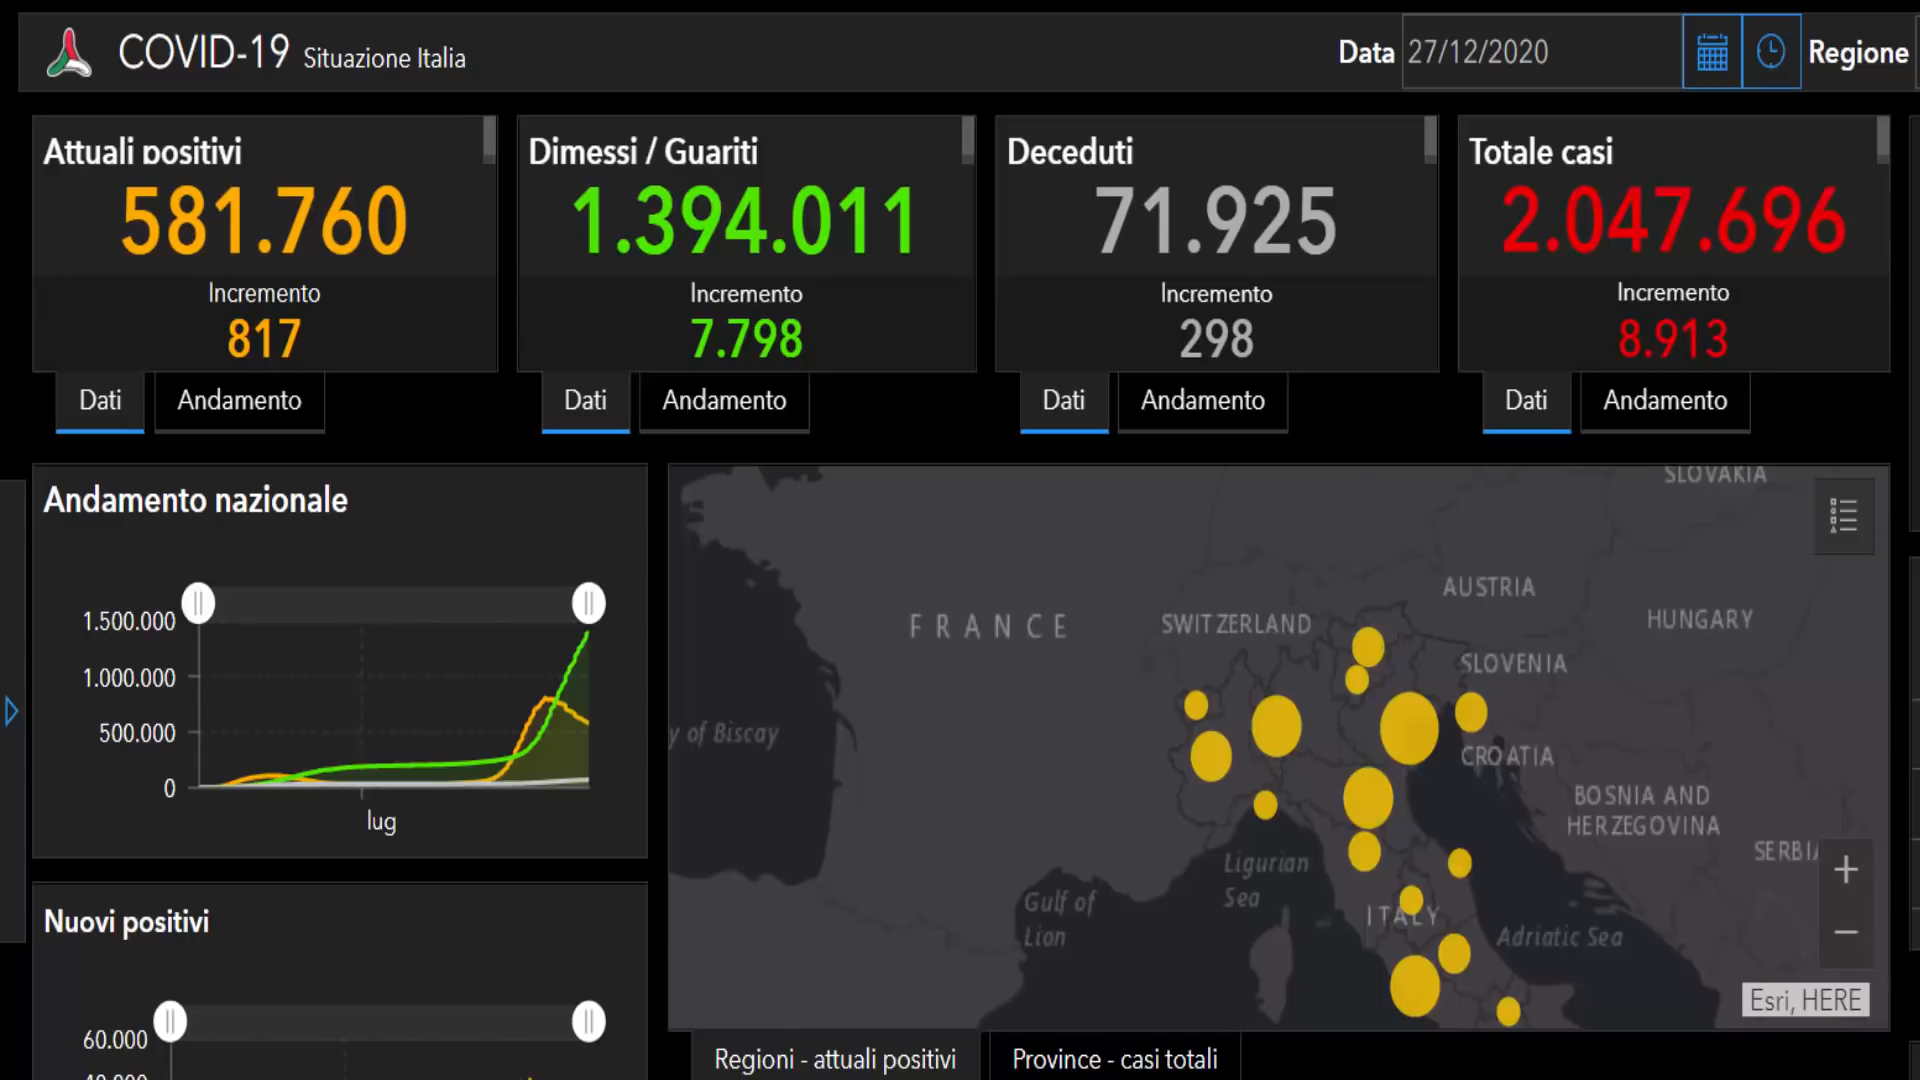 COVID-19 Situazione Italia
Data 27/12/2020 Regione
Attuali positivi
581.760
Incremento
817
Dati Andamento
Dimessi / Guariti
1.394.011
Incremento
7.798
Dati Andamento
Deceduti
71.925
Incremento
298
Dati Andamento
Totale casi
2.047.696
Incremento
8.913
Dati Andamento
Andamento nazionale
1.500.000
1.000.000
500.000
0
lug
Nuovi positivi
60.000
SLOVAKIA
AUSTRIA
FRANCE
SWITZERLAND
HUNGARY
SLOVENIA
y of Biscay
CROATIA
BOSNIA AND
HERZEGOVINA
SERBIA
Ligurian
Sea
Gulf of
Lion
ITALY
Adriatic Sea
+
−
Esri, HERE
Regioni - attuali positivi
Province - casi totali